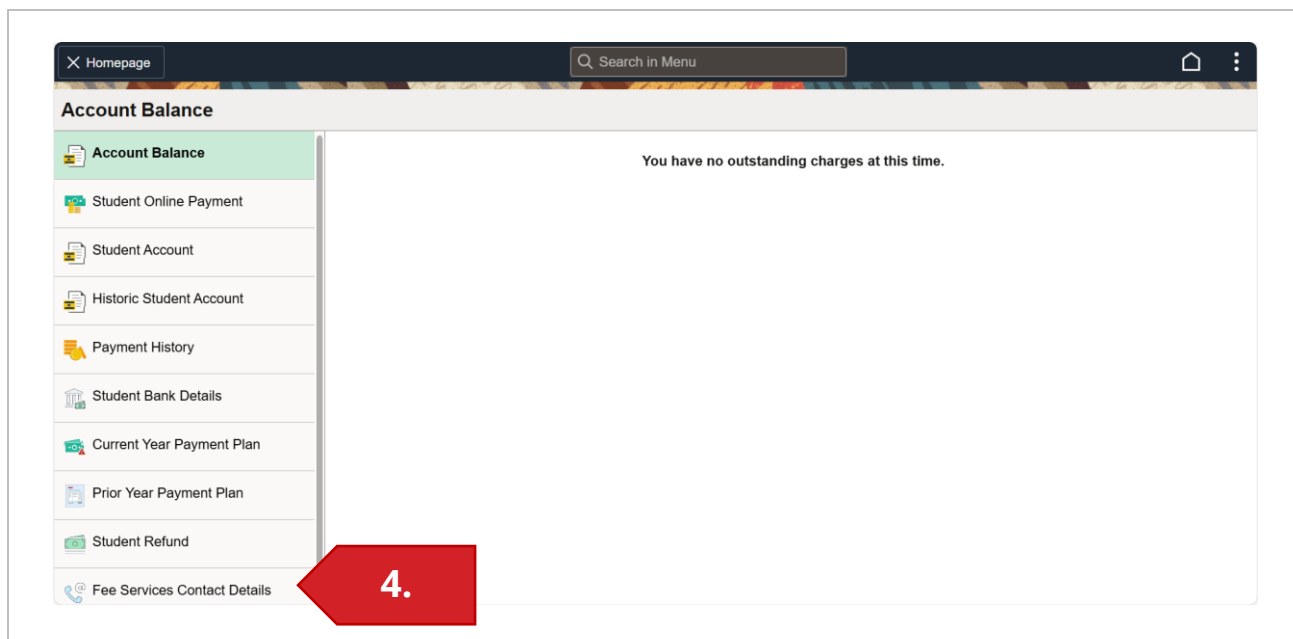 Homepage
Search in Menu
Account Balance
Account Balance
You have no outstanding charges at this time.
Student Online Payment
Student Account
Historic Student Account
Payment History
Student Bank Details
Current Year Payment Plan
Prior Year Payment Plan
Student Refund
Fee Services Contact Details
4.